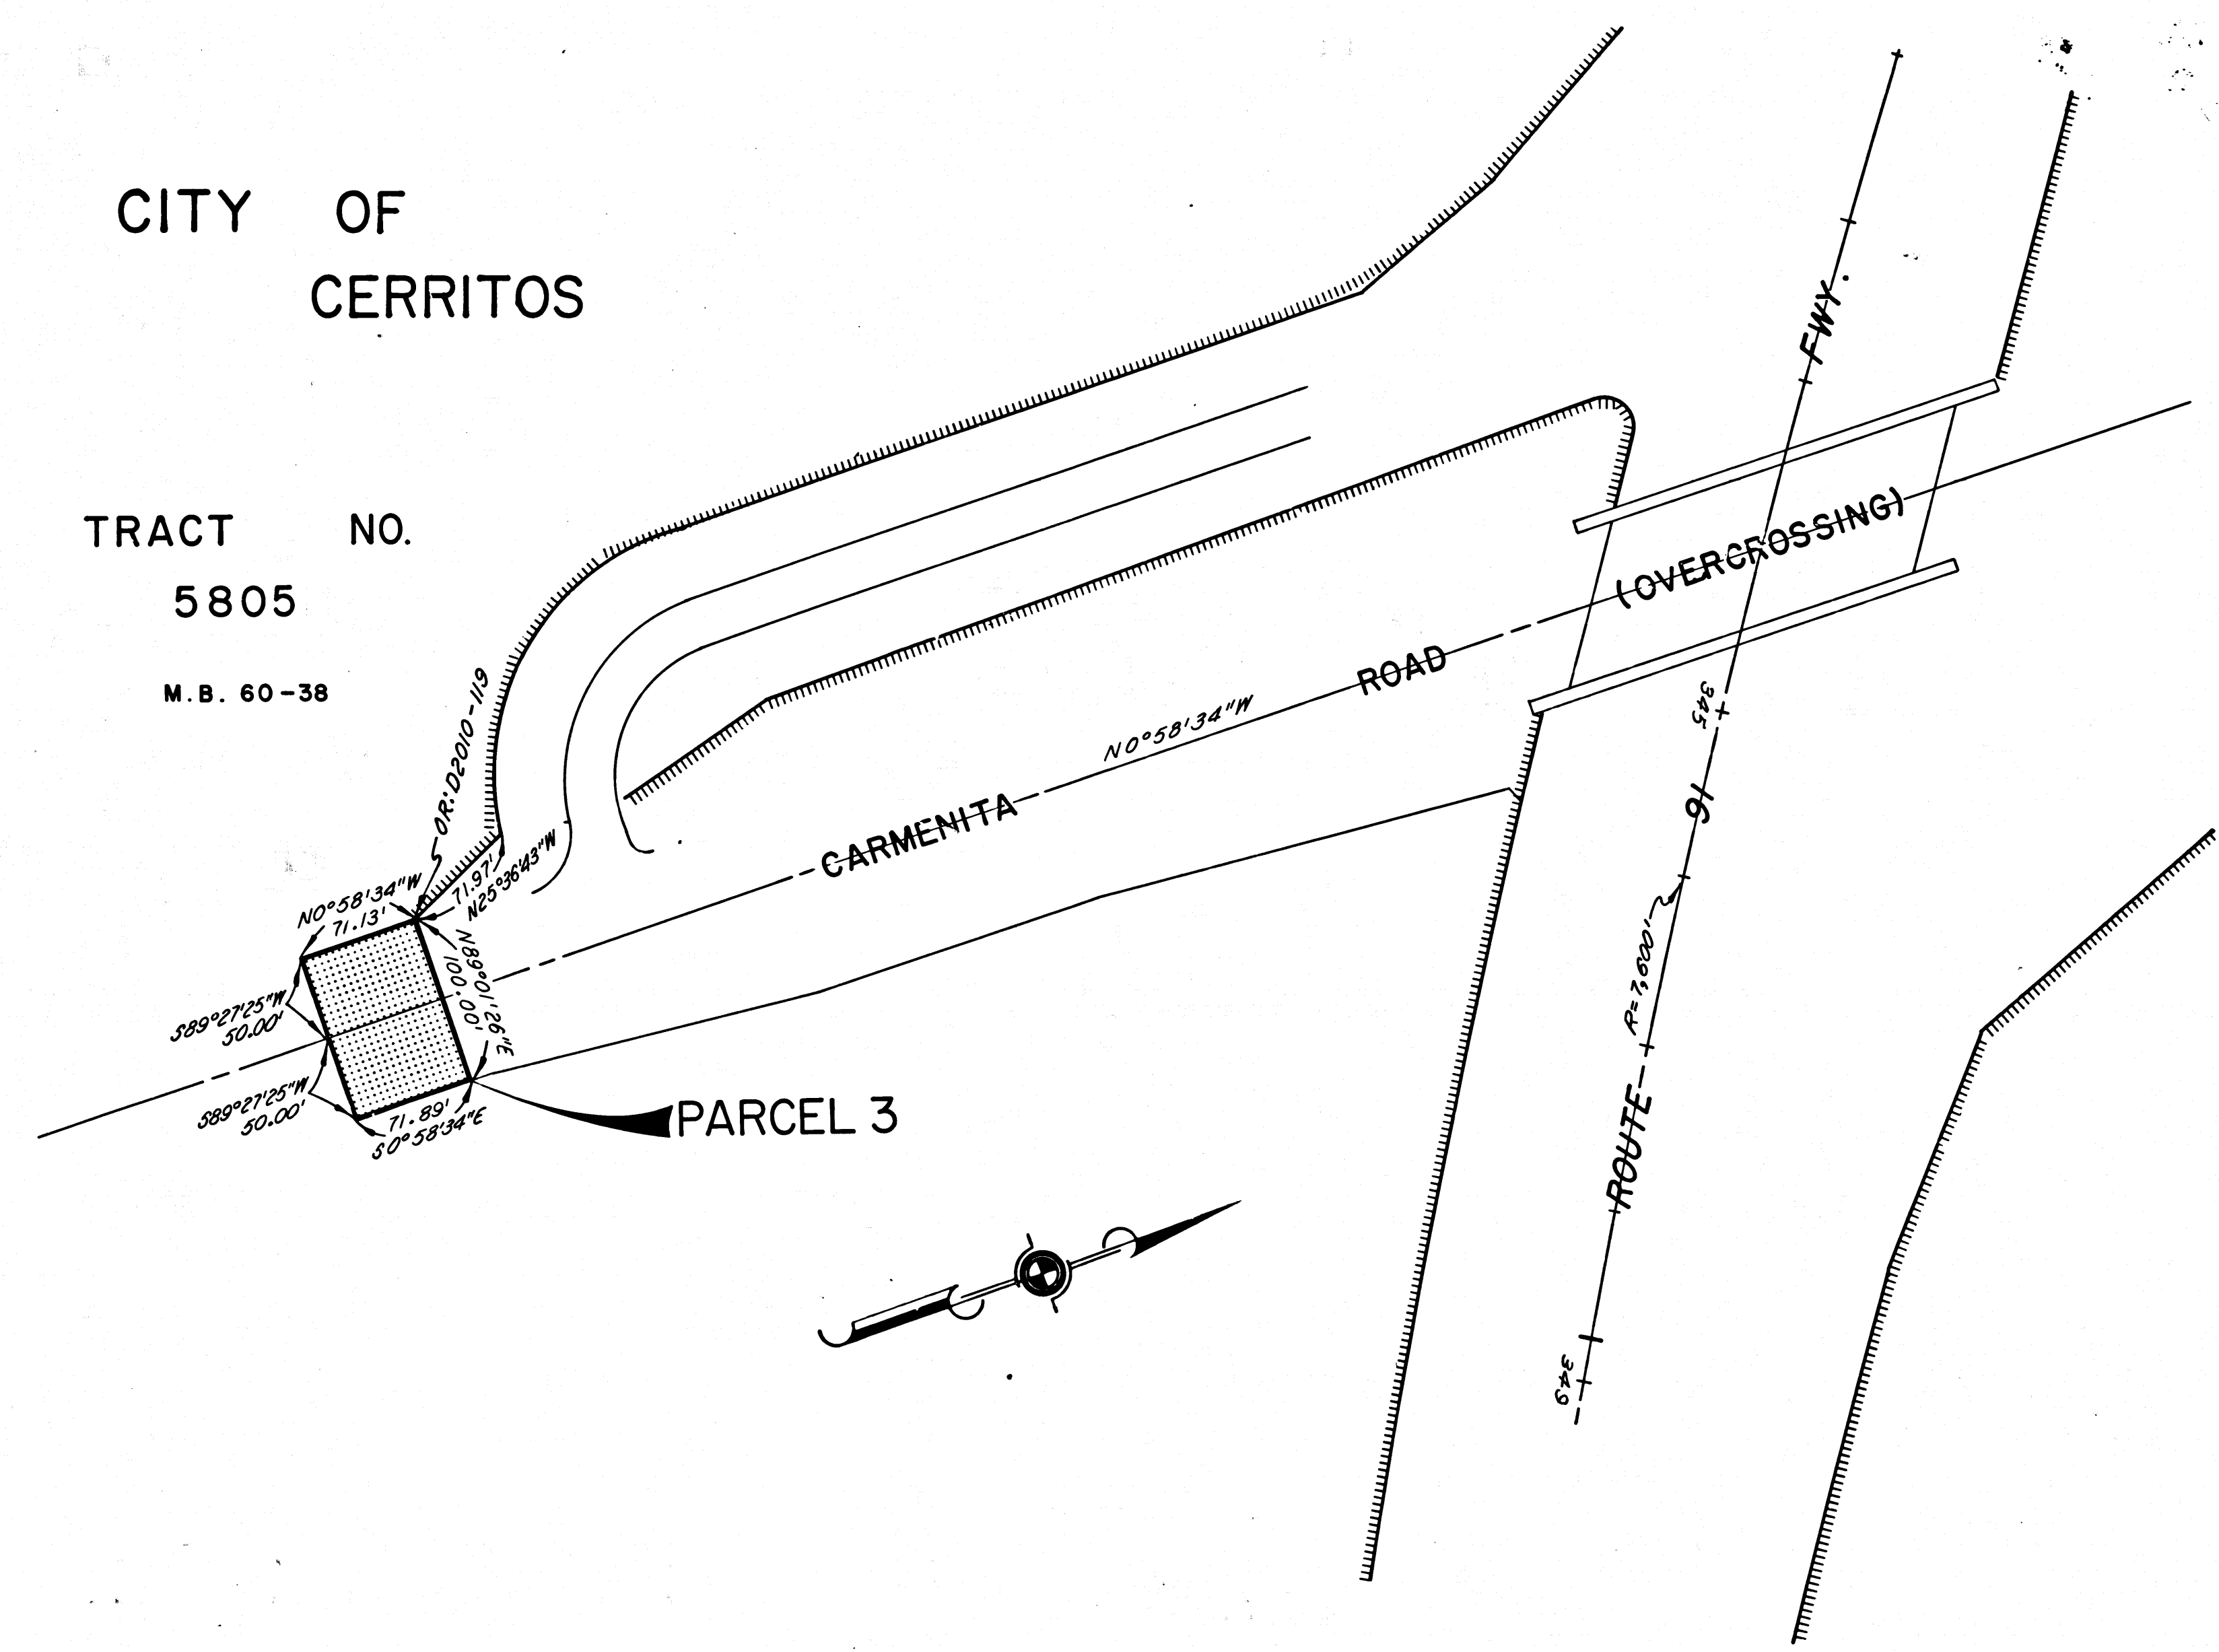 CITY OF
CERRITOS
TRACT NO.
5805
M.B. 60-38
OR: D2010-119
N0°58'34"W
71.13'
71.97'
N25°36'43"W
N89°01'26"E
100.00'
S89°27'25"W
50.00'
S89°27'25"W
50.00'
71.89'
S0°58'34"E
PARCEL 3
CARMENITA ROAD (OVERCROSSING)
N0°58'34"W
ROUTE 91 FWY.
345
R=2,600'
349